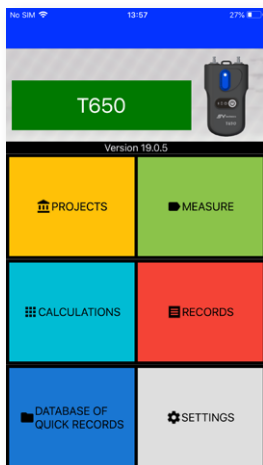 No SIM 13:57 27%
T650
Version 19.0.5
PROJECTS MEASURE
CALCULATIONS RECORDS
DATABASE OF
QUICK RECORDS SETTINGS